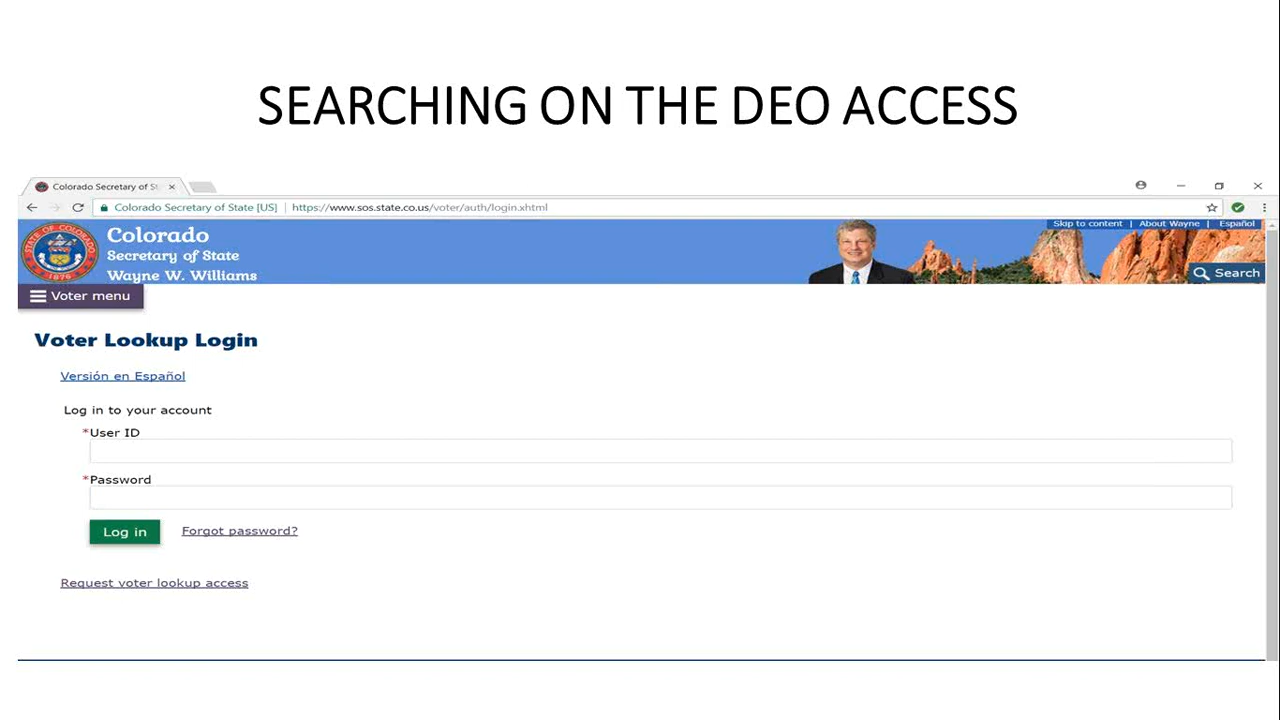 SEARCHING ON THE DEO ACCESS
Colorado Secretary of St
Colorado Secretary of State [US] | https://www.sos.state.co.us/voter/auth/login.xhtml
Skip to content | About Wayne | Español
Colorado
Secretary of State
Wayne W. Williams
Search
Voter menu
Voter Lookup Login
Versión en Español
Log in to your account
*User ID
*Password
Log in Forgot password?
Request voter lookup access